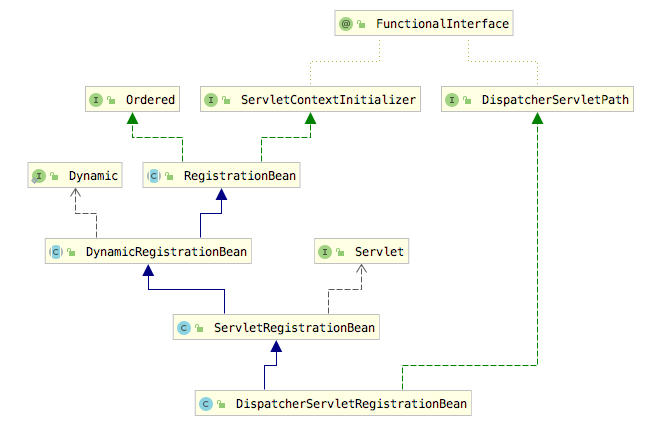 @ FunctionalInterface
I Ordered
I ServletContextInitializer
I DispatcherServletPath
I Dynamic
C RegistrationBean
C DynamicRegistrationBean
I Servlet
C ServletRegistrationBean
C DispatcherServletRegistrationBean